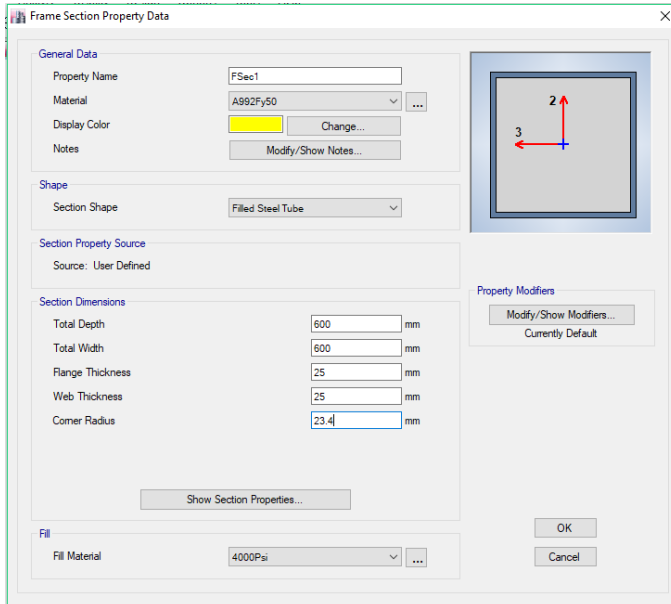 Frame Section Property Data
General Data
Property Name FSec1
Material A992Fy50 ...
Display Color Change...
Notes Modify/Show Notes...
2
3
Shape
Section Shape Filled Steel Tube
Section Property Source
Source: User Defined
Property Modifiers
Modify/Show Modifiers...
Currently Default
Section Dimensions
Total Depth 600 mm
Total Width 600 mm
Flange Thickness 25 mm
Web Thickness 25 mm
Corner Radius 23.4 mm
Show Section Properties...
Fill
Fill Material 4000Psi ...
OK
Cancel